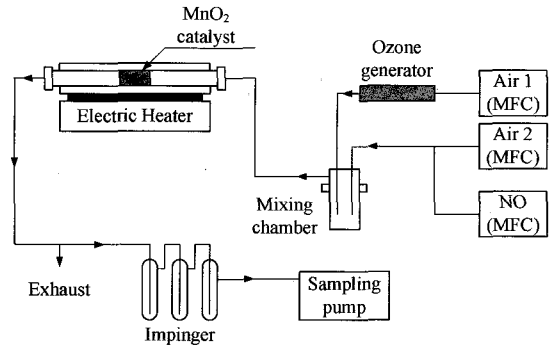 MnO₂
catalyst
Ozone
generator
Air 1
(MFC)
Electric Heater
Air 2
(MFC)
Mixing
chamber
NO
(MFC)
Exhaust
Impinger
Sampling
pump